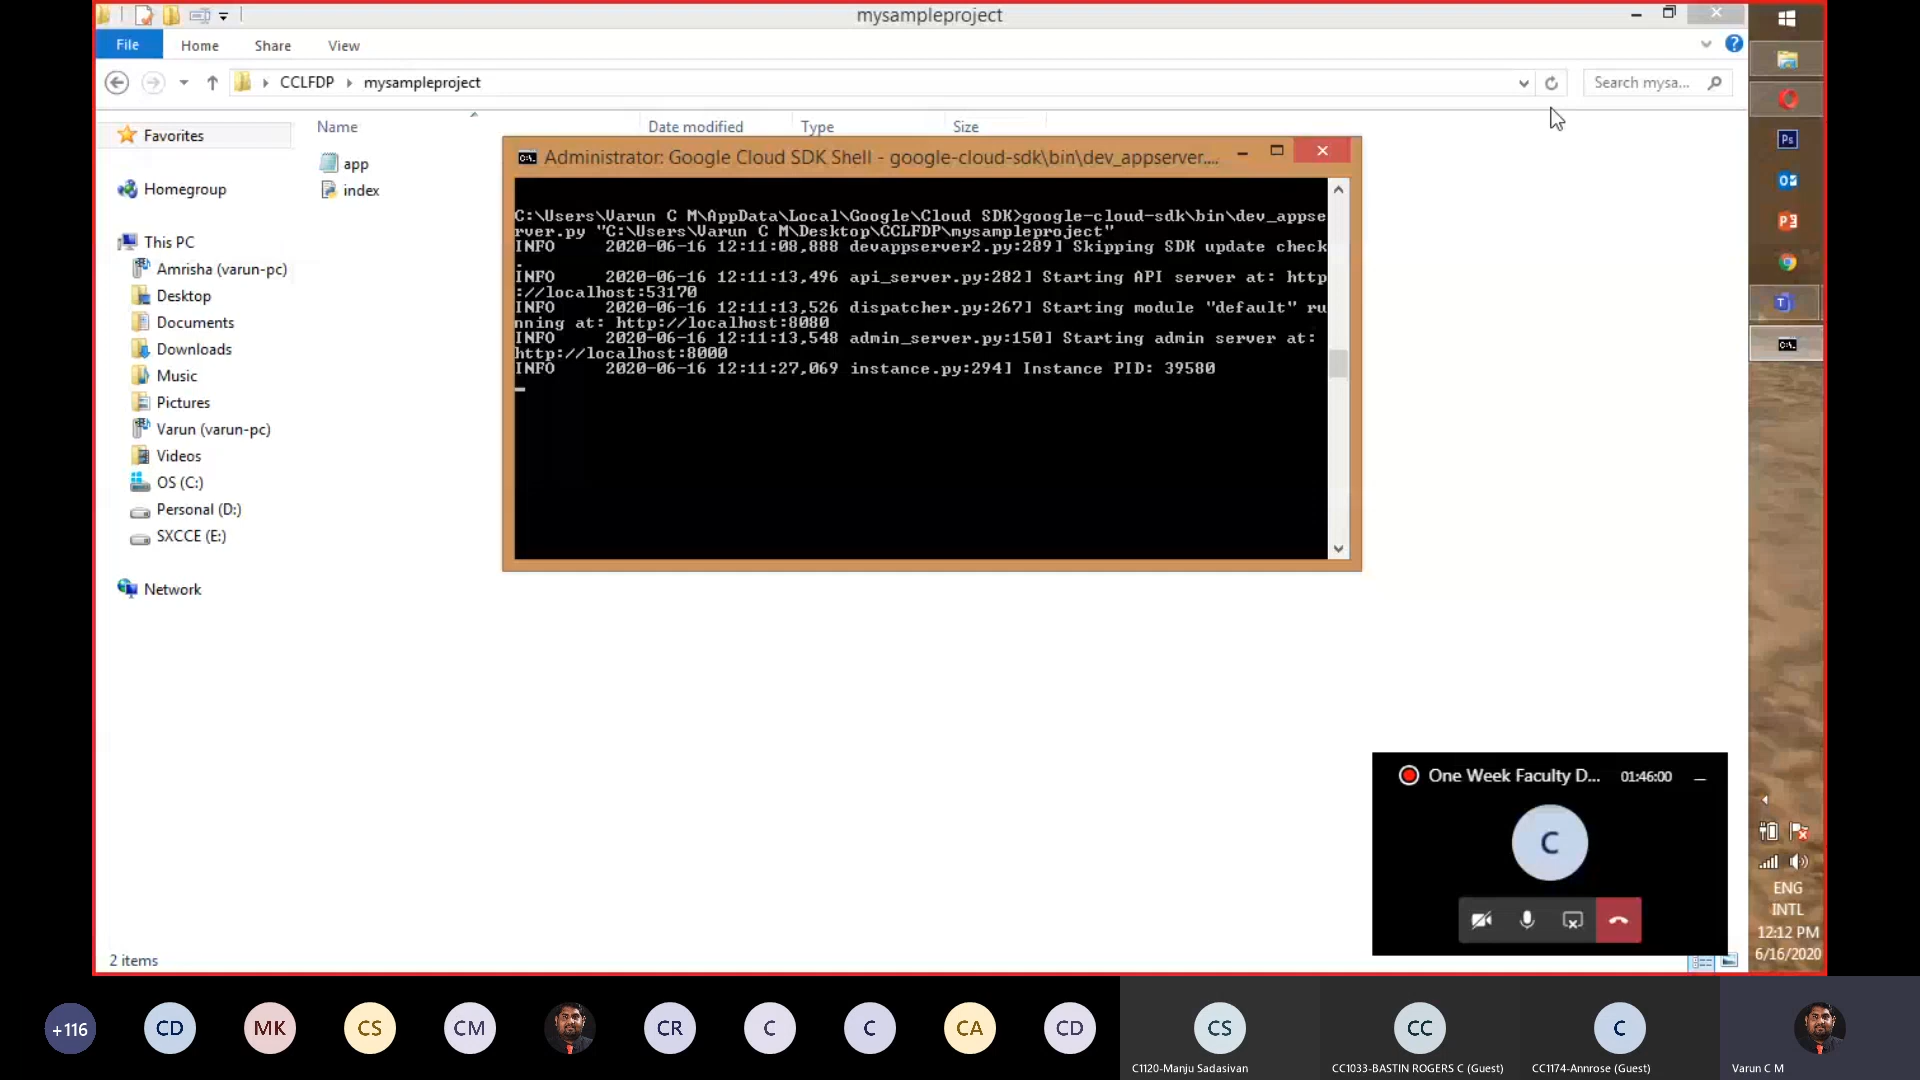 mysampleproject
File Home Share View
CCLFDP mysampleproject
Search mysa...
Name Date modified Type Size
Favorites
Homegroup
This PC
Amrisha (varun-pc)
Desktop
Documents
Downloads
Music
Pictures
Varun (varun-pc)
Videos
OS (C:)
Personal (D:)
SXCCE (E:)
Network
app
index
Administrator: Google Cloud SDK Shell - google-cloud-sdk\bin\dev_appserver....
C:\Users\Varun C M\AppData\Local\Google\Cloud SDK>google-cloud-sdk\bin\dev_appse
rver.py "C:\Users\Varun C M\Desktop\CCLFDP\mysampleproject"
INFO 2020-06-16 12:11:08,888 devappserver2.py:289] Skipping SDK update check
.
INFO 2020-06-16 12:11:13,496 api_server.py:282] Starting API server at: http
://localhost:53170
INFO 2020-06-16 12:11:13,526 dispatcher.py:267] Starting module "default" ru
nning at: http://localhost:8080
INFO 2020-06-16 12:11:13,548 admin_server.py:150] Starting admin server at:
http://localhost:8000
INFO 2020-06-16 12:11:27,069 instance.py:294] Instance PID: 39580
One Week Faculty D... 01:46:00
C
ENG
INTL
12:12 PM
6/16/2020
2 items
+116 CD MK CS CM CR C C CA CD CS CC C
C1120-Manju Sadasivan CC1033-BASTIN ROGERS C (Guest) CC1174-Annrose (Guest) Varun C M